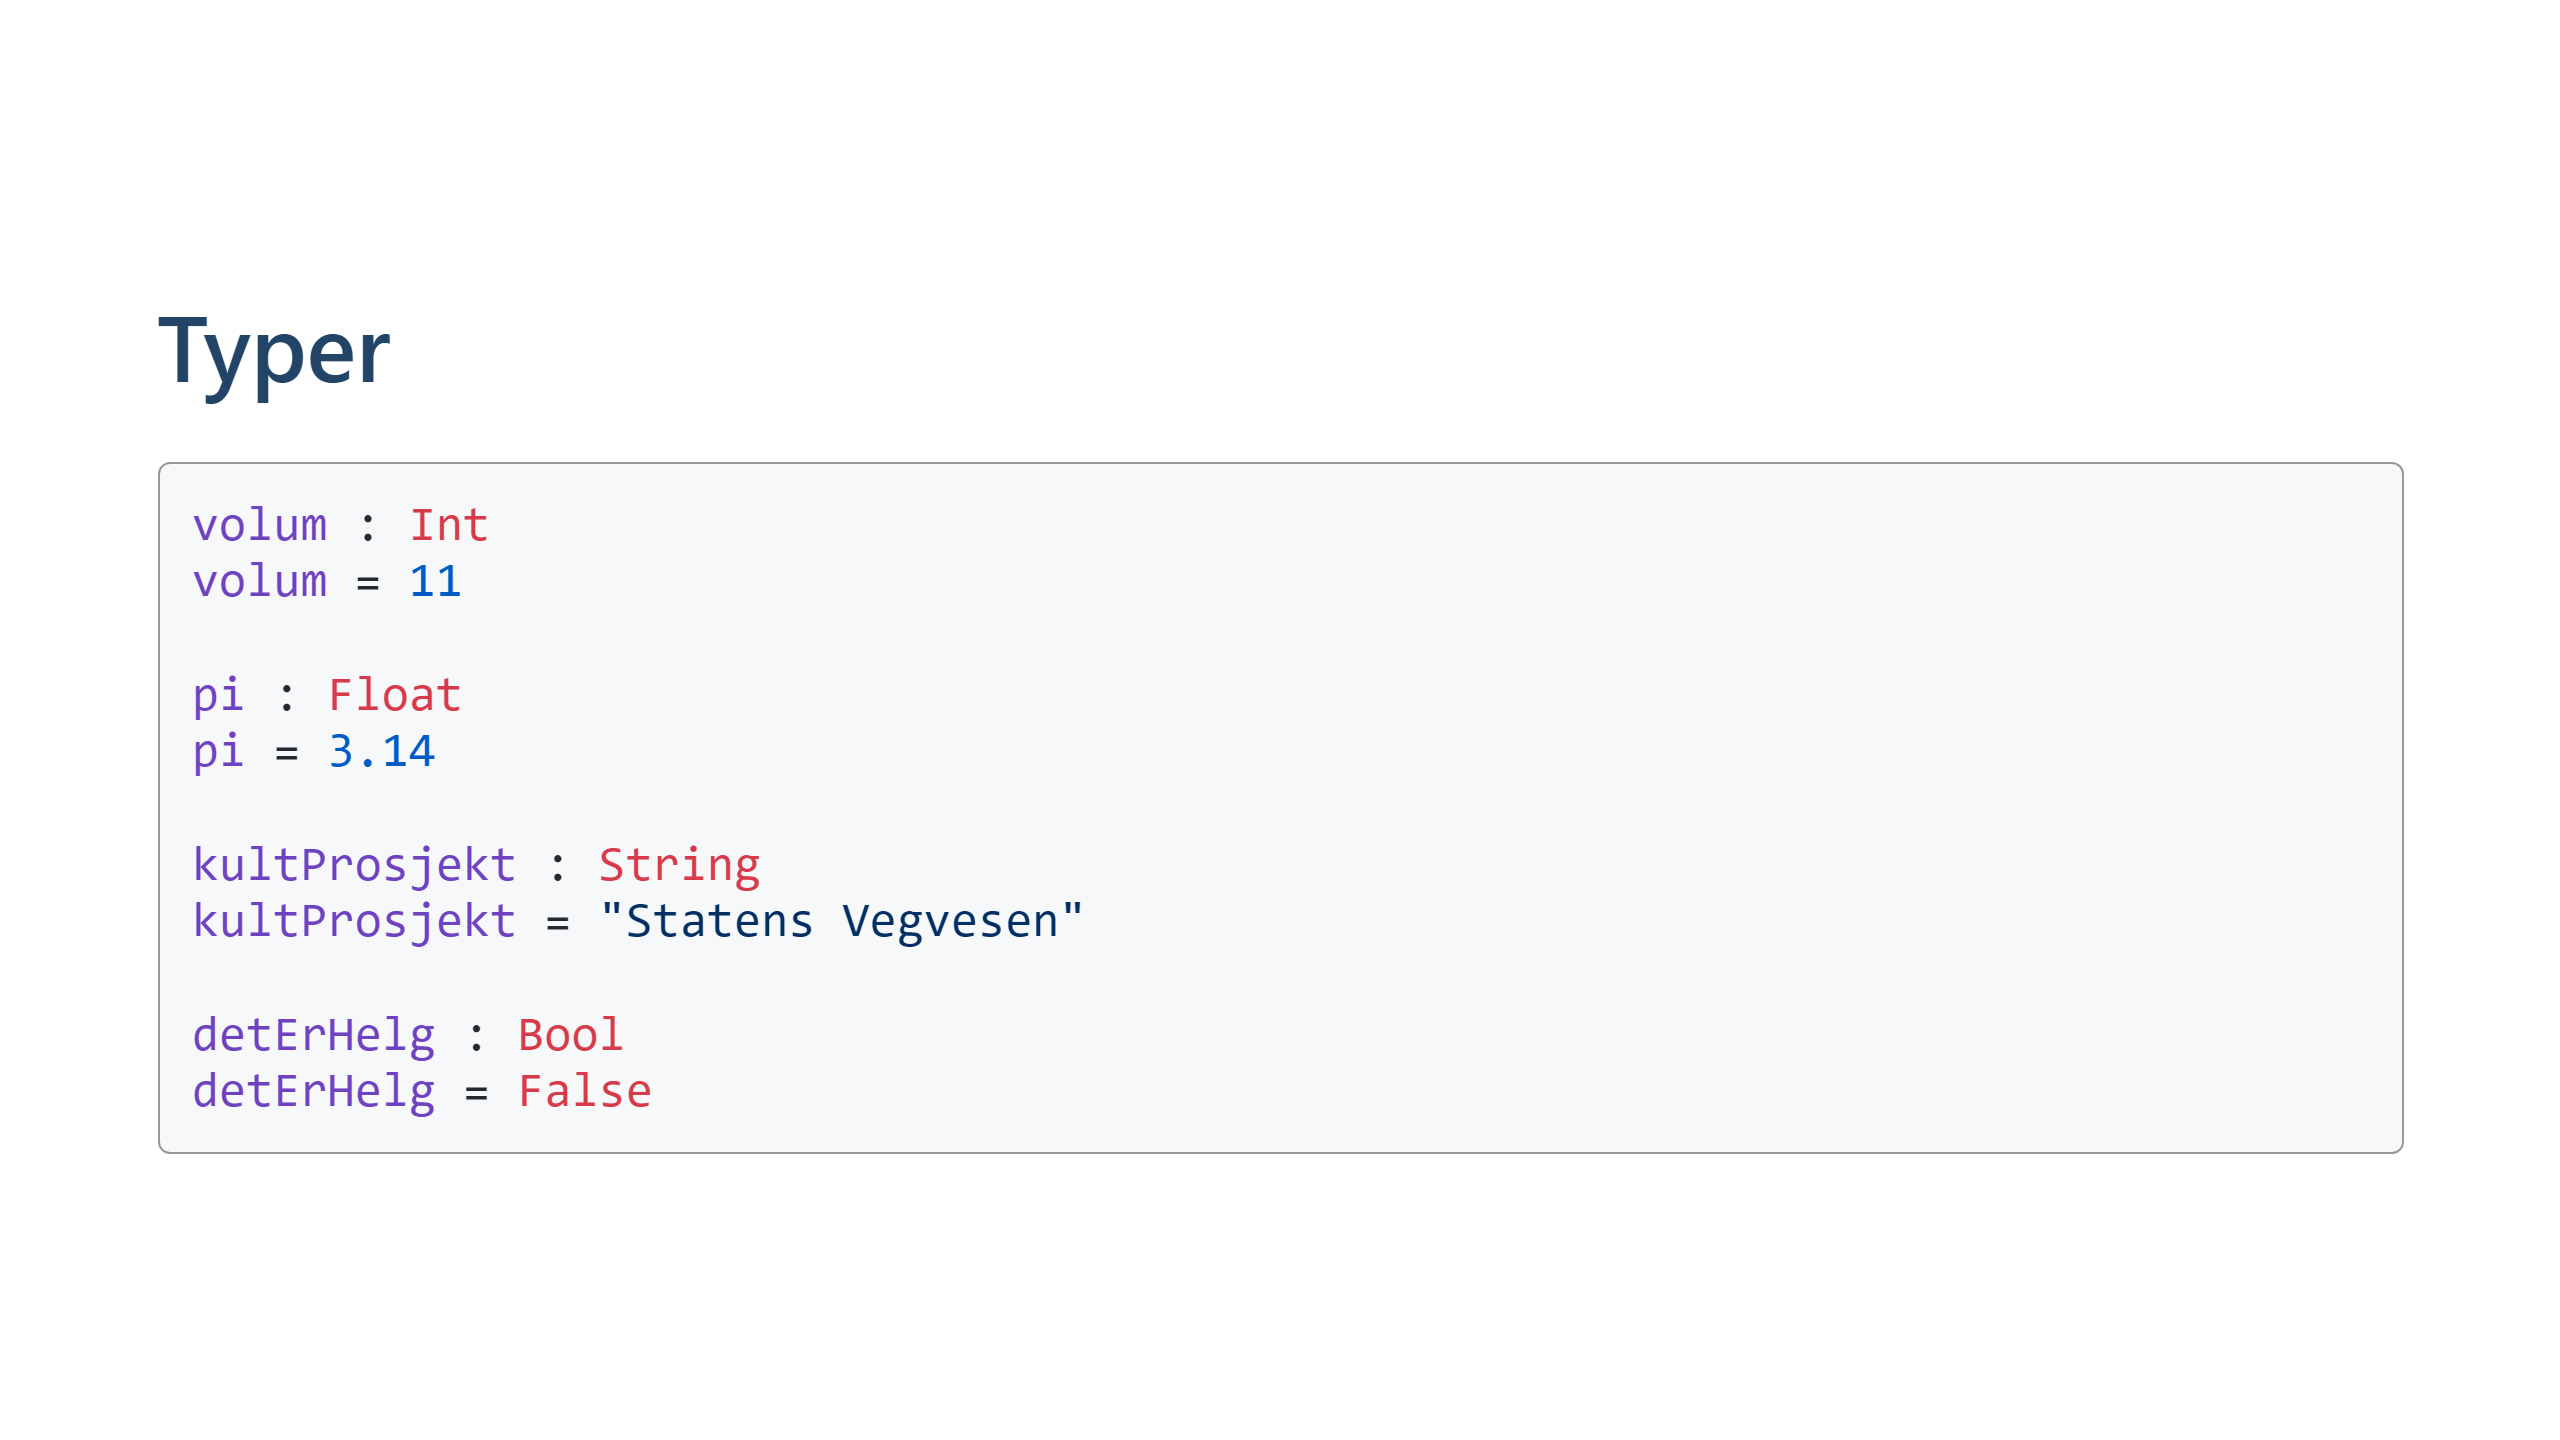 Typer
volum : Int
volum = 11
pi : Float
pi = 3.14
kultProsjekt : String
kultProsjekt = "Statens Vegvesen"
detErHelg : Bool
detErHelg = False